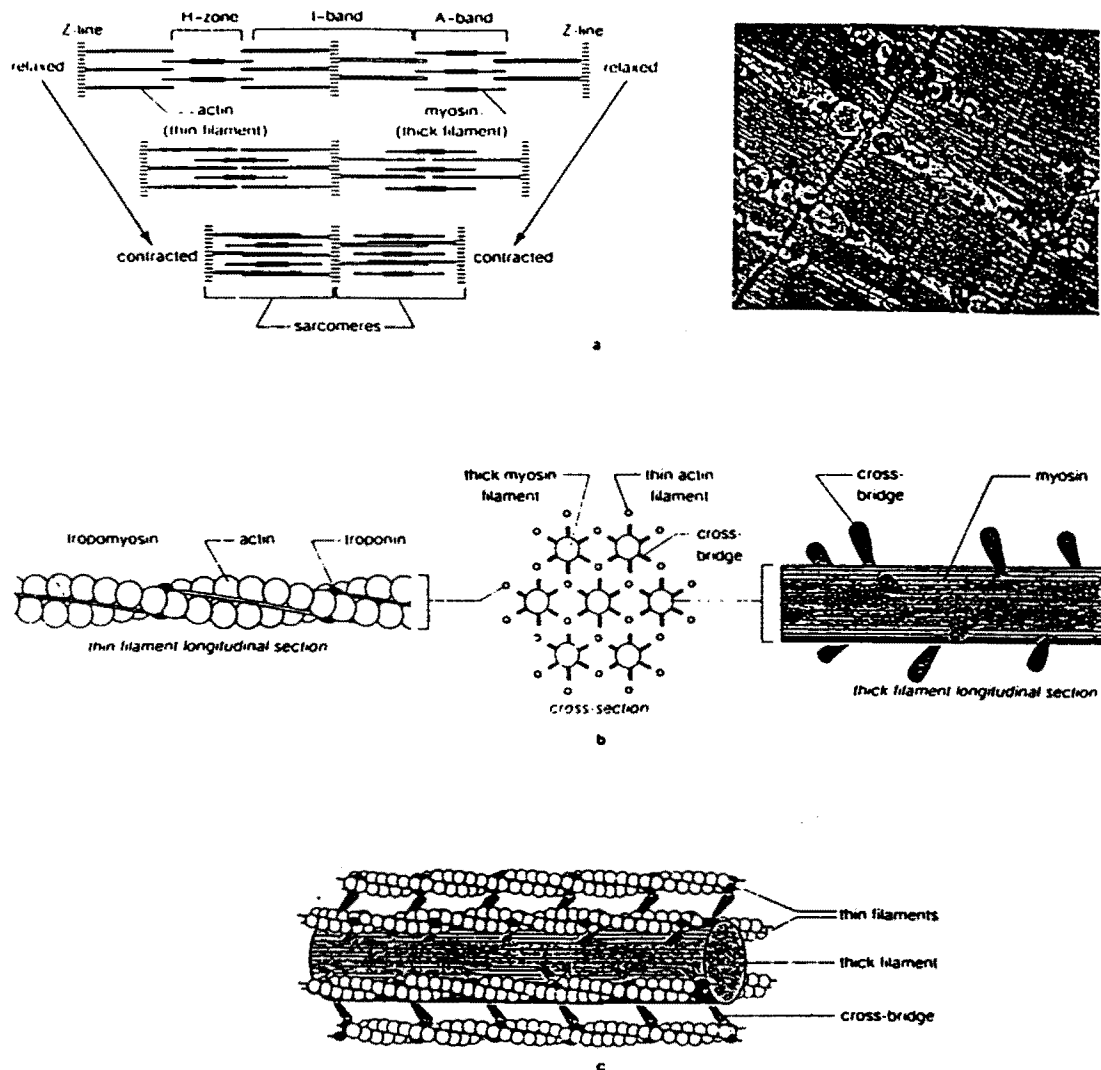 H-zone I-band A-band
Z-line Z-line
relaxed relaxed
actin myosin
(thin filament) (thick filament)
contracted contracted
sarcomeres
a
thick myosin
filament
thin actin
filament
cross-
bridge
cross-
bridge
myosin
tropomyosin actin troponin
thin filament longitudinal section
cross-section
thick filament longitudinal section
b
thin filaments
thick filament
cross-bridge
c